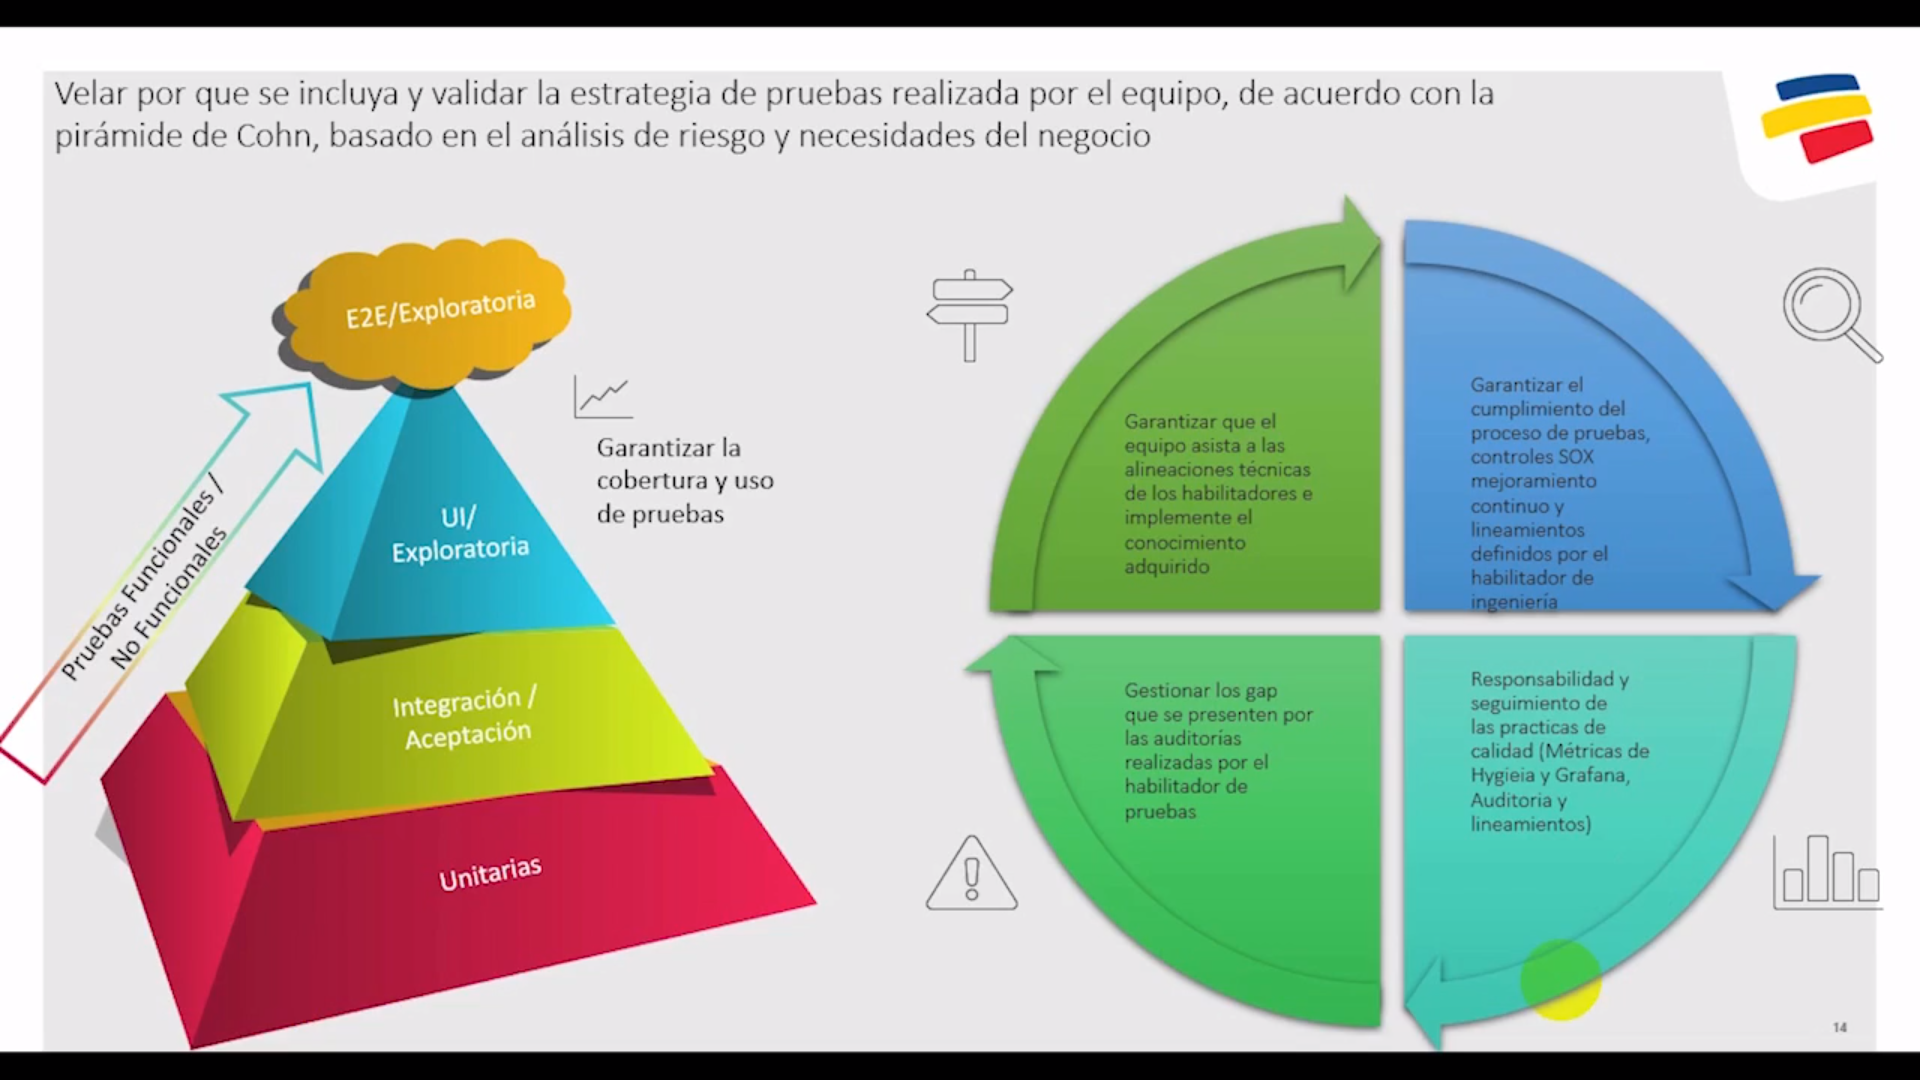 Velar por que se incluya y validar la estrategia de pruebas realizada por el equipo, de acuerdo con la
pirámide de Cohn, basado en el análisis de riesgo y necesidades del negocio
E2E/Exploratoria
UI/
Exploratoria
Integración /
Aceptación
Unitarias
Pruebas Funcionales /
No Funcionales
Garantizar la
cobertura y uso
de pruebas
Garantizar que el
equipo asista a las
alineaciones técnicas
de los habilitadores e
implemente el
conocimiento
adquirido
Garantizar el
cumplimiento del
proceso de pruebas,
controles SOX
mejoramiento
continuo y
lineamientos
definidos por el
habilitador de
ingeniería
Gestionar los gap
que se presenten por
las auditorías
realizadas por el
habilitador de
pruebas
Responsabilidad y
seguimiento de
las practicas de
calidad (Métricas de
Hygieia y Grafana,
Auditoria y
lineamientos)
14